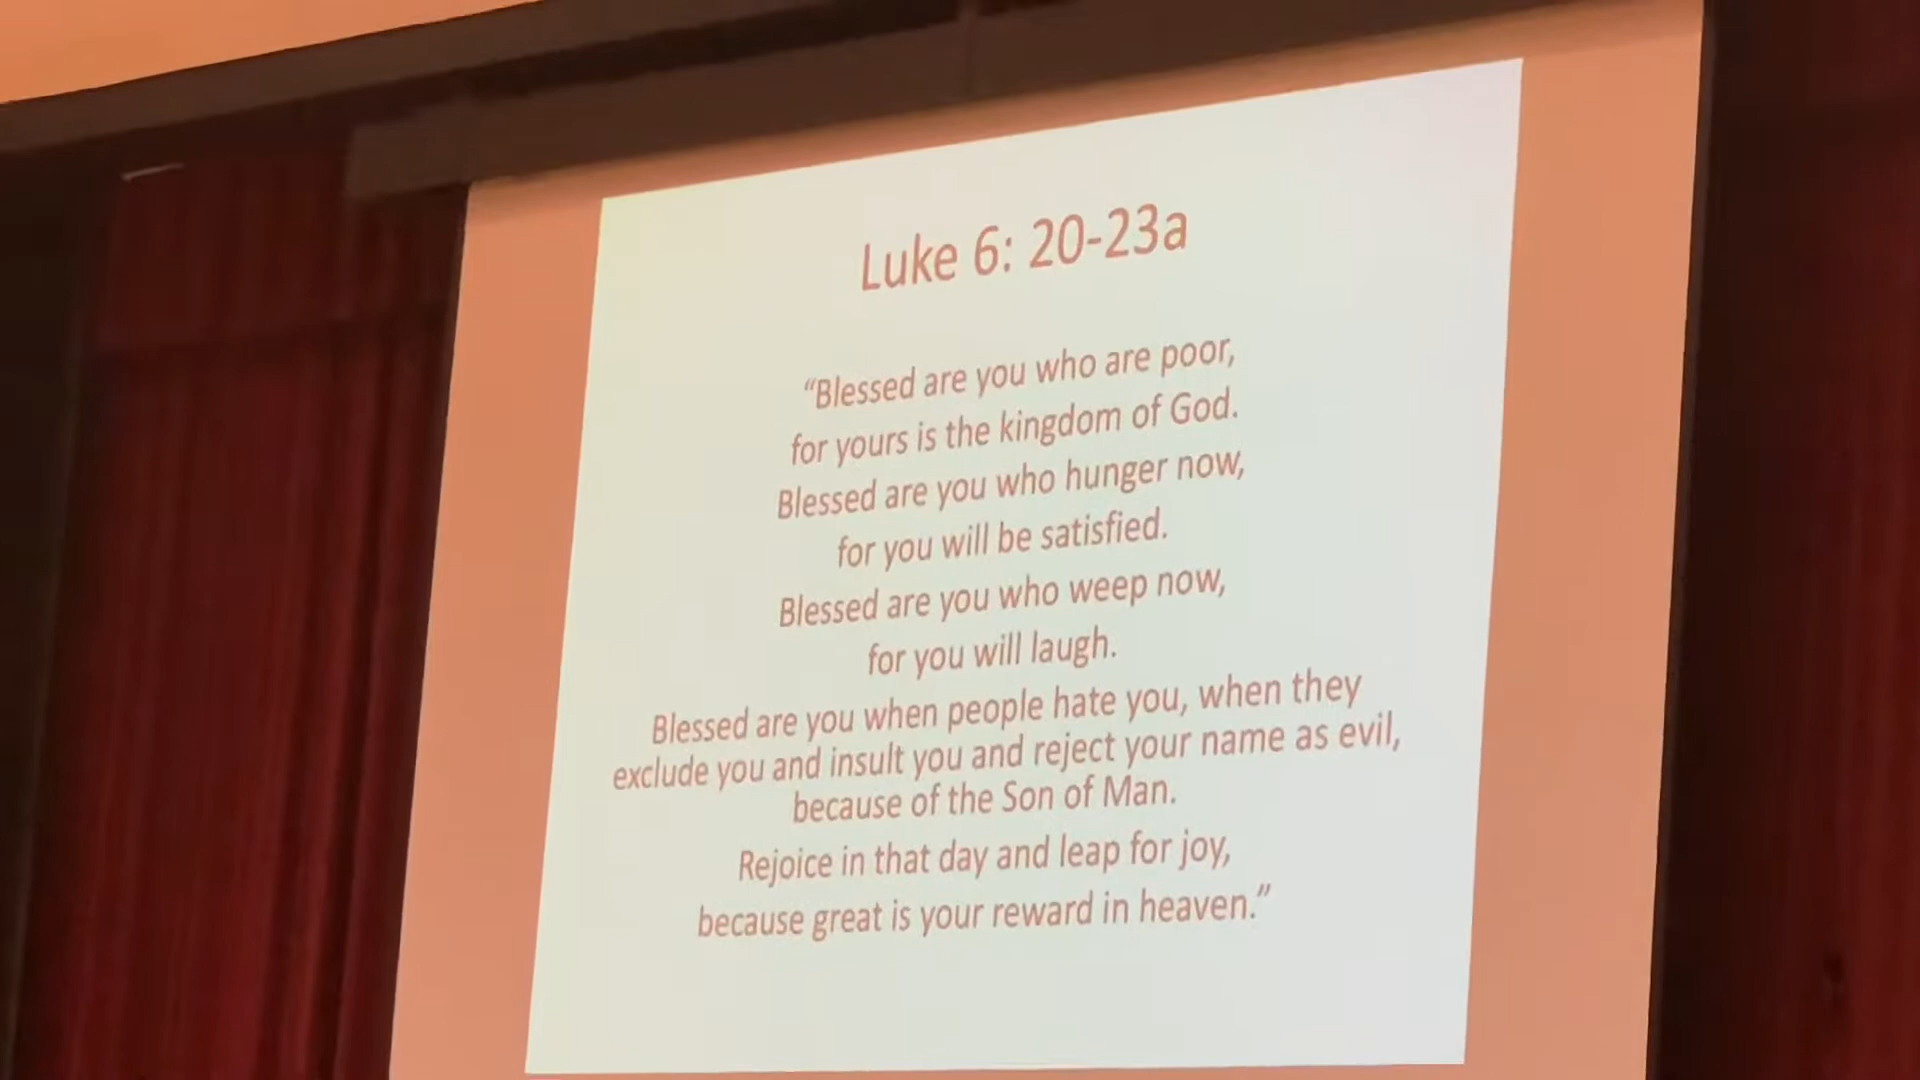 Luke 6: 20-23a
“Blessed are you who are poor,
for yours is the kingdom of God.
Blessed are you who hunger now,
for you will be satisfied.
Blessed are you who weep now,
for you will laugh.
Blessed are you when people hate you, when they
exclude you and insult you and reject your name as evil,
because of the Son of Man.
Rejoice in that day and leap for joy,
because great is your reward in heaven.”